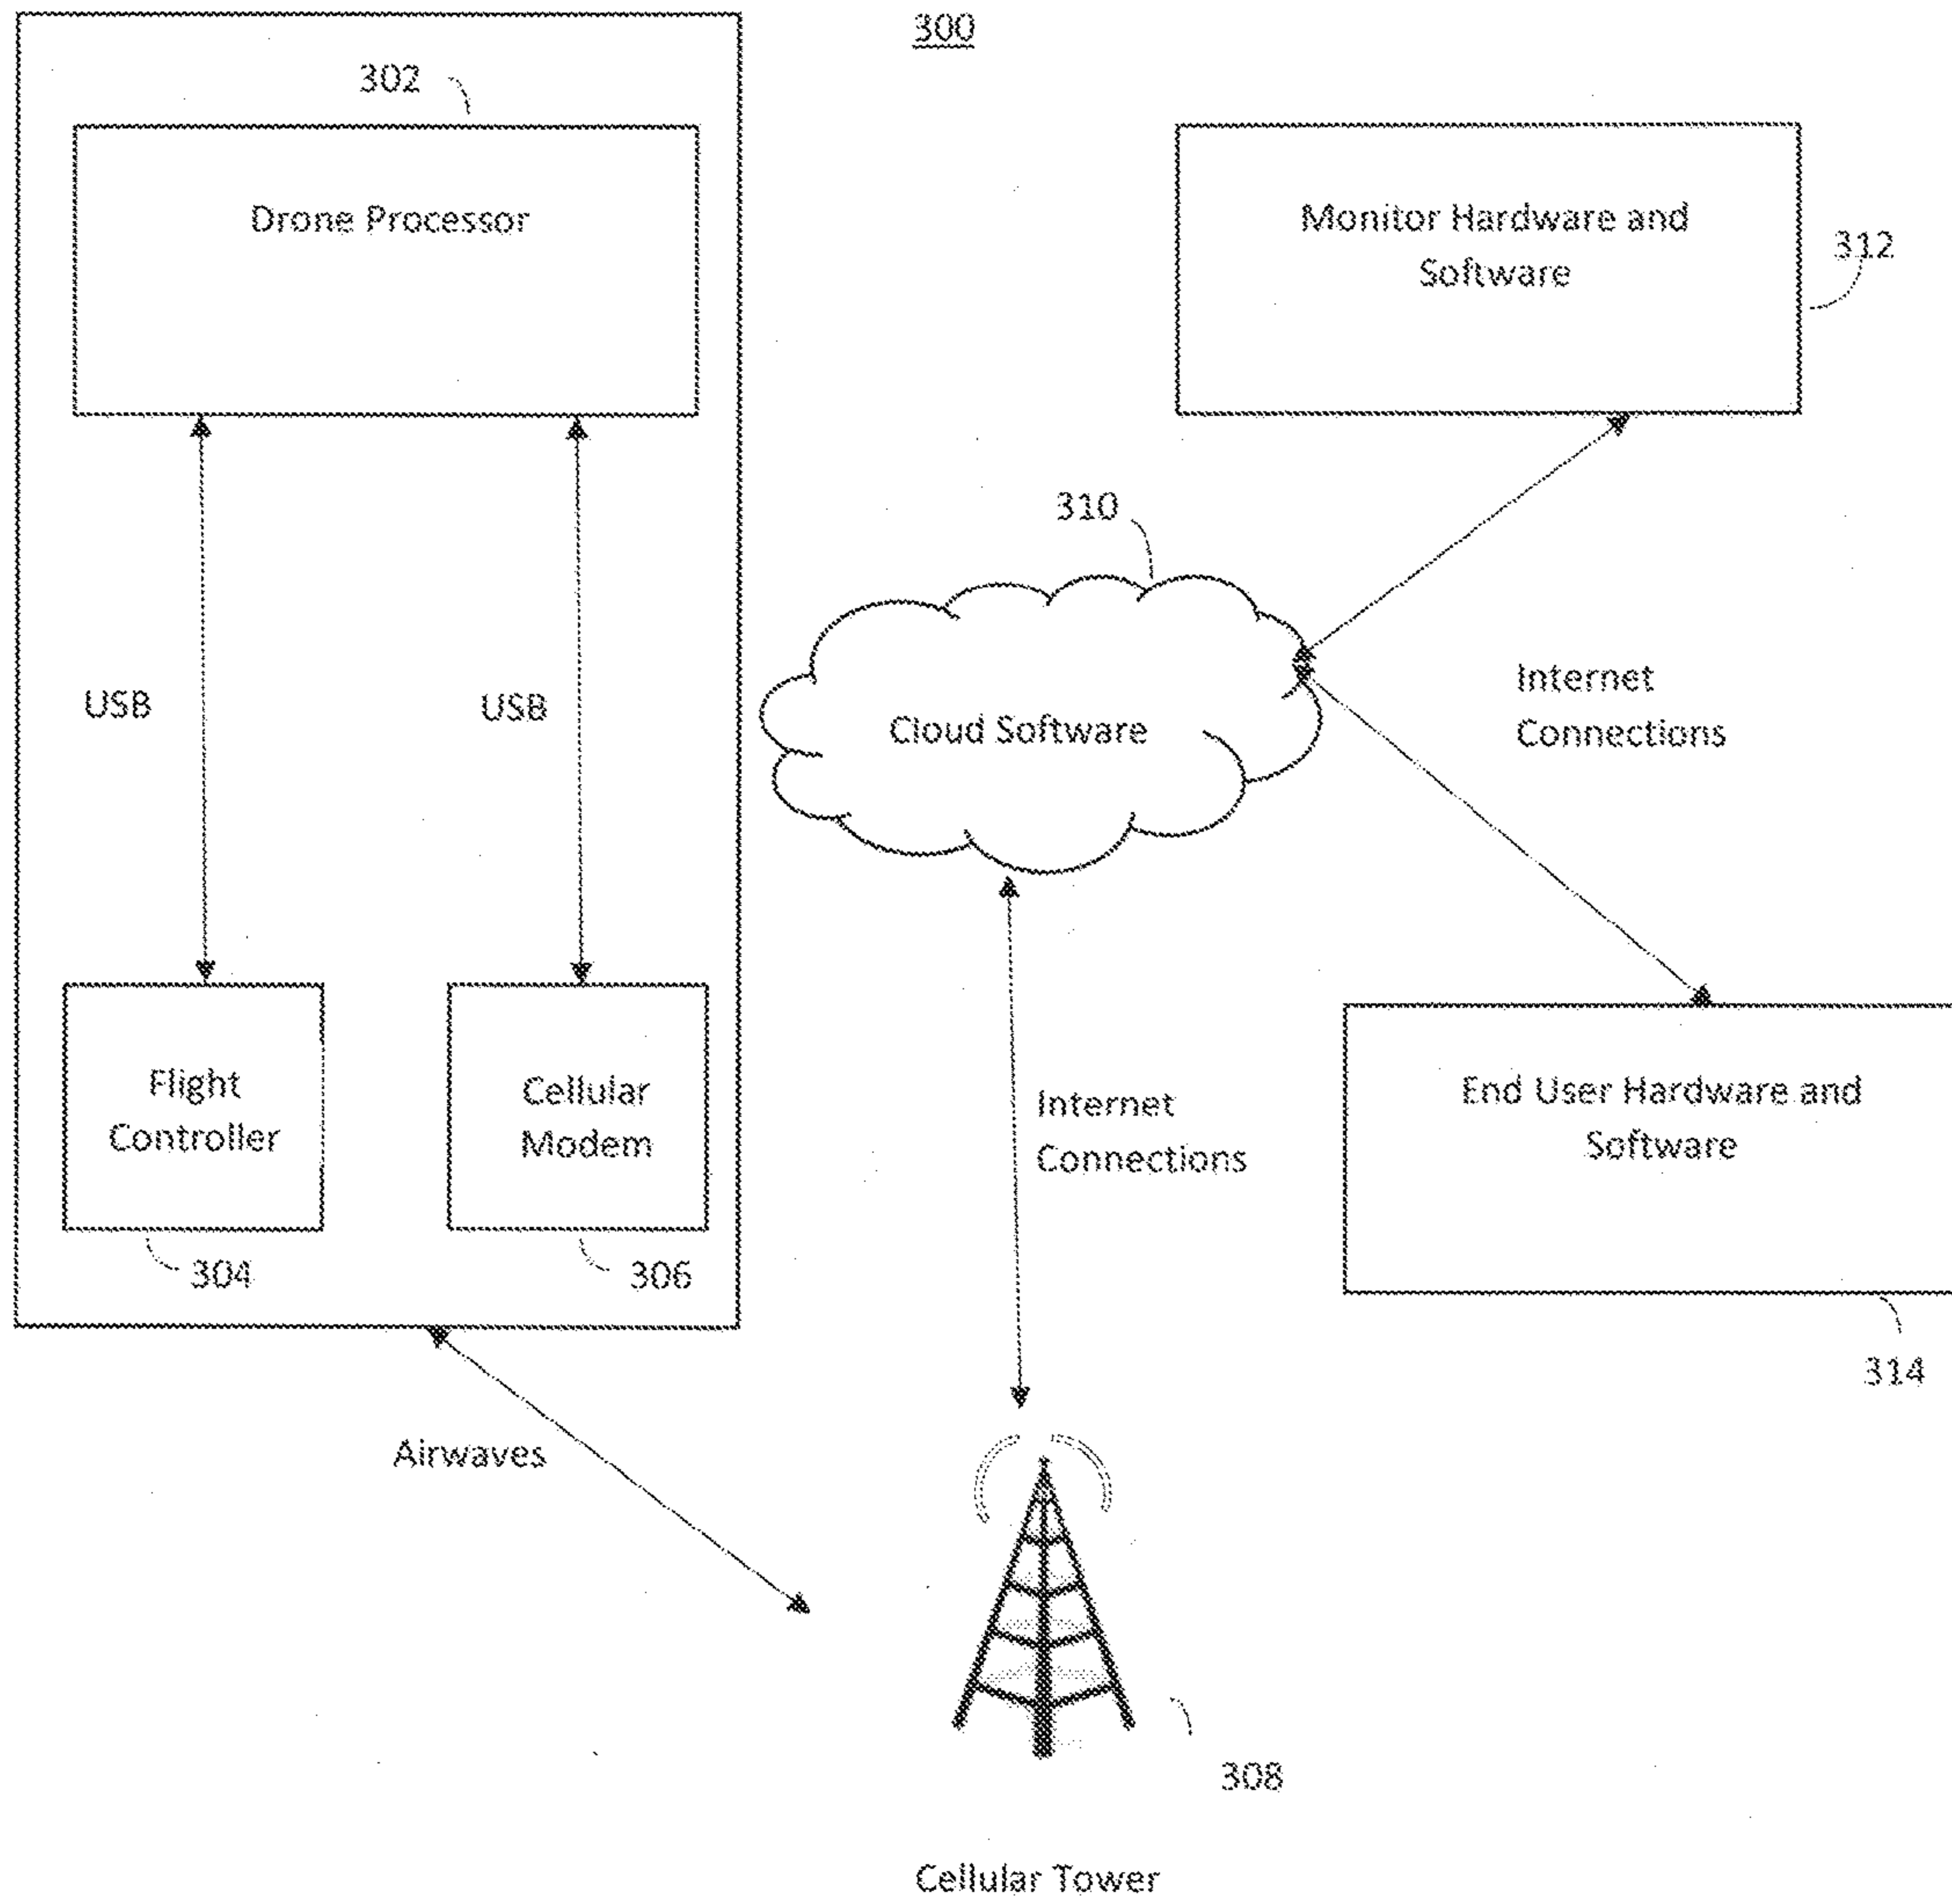 300
302
Drone Processor
Monitor Hardware and
Software
312
310
USB
USB
Cloud Software
Internet
Connections
Flight
Controller
Cellular
Modem
304
306
Internet
Connections
End User Hardware and
Software
314
Airwaves
308
Cellular Tower